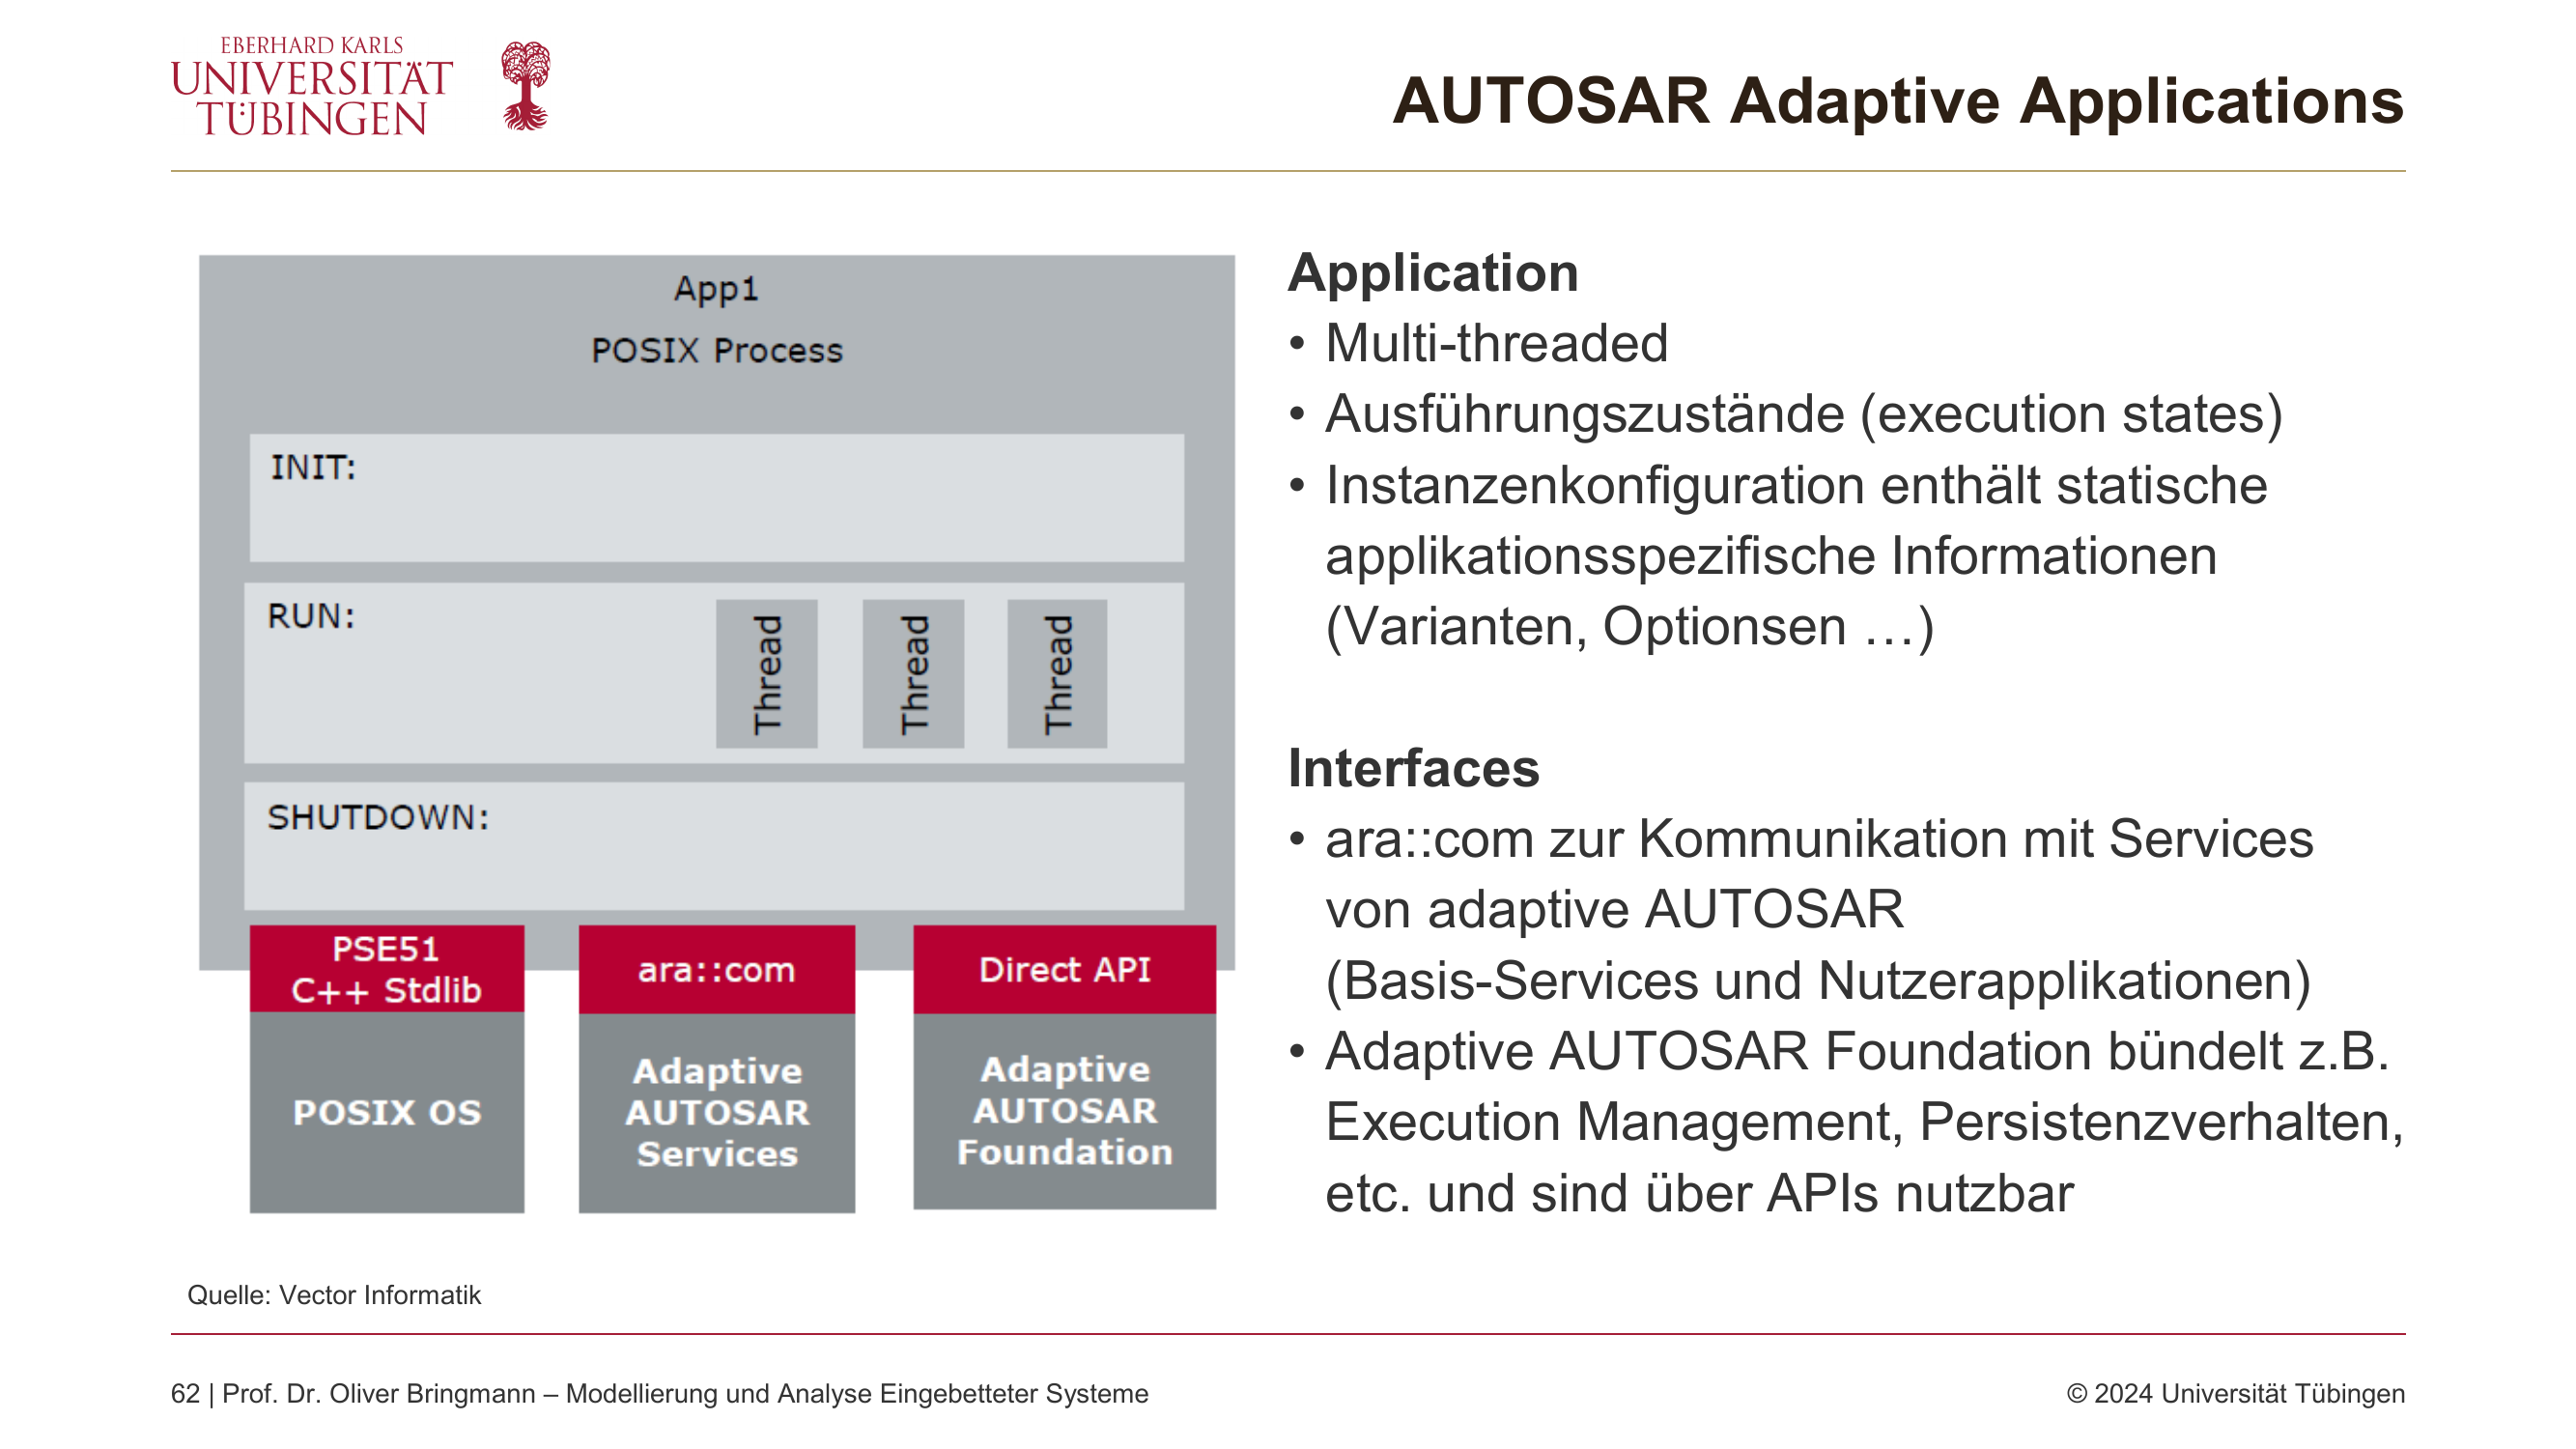 EBERHARD KARLS
UNIVERSITÄT
TÜBINGEN
AUTOSAR Adaptive Applications
App1
POSIX Process
INIT:
RUN:
Thread
Thread
Thread
SHUTDOWN:
PSE51
C++ Stdlib
ara::com
Direct API
POSIX OS
Adaptive
AUTOSAR
Services
Adaptive
AUTOSAR
Foundation
Application
• Multi-threaded
• Ausführungszustände (execution states)
• Instanzenkonfiguration enthält statische
applikationsspezifische Informationen
(Varianten, Optionsen …)
Interfaces
• ara::com zur Kommunikation mit Services
von adaptive AUTOSAR
(Basis-Services und Nutzerapplikationen)
• Adaptive AUTOSAR Foundation bündelt z.B.
Execution Management, Persistenzverhalten,
etc. und sind über APIs nutzbar
Quelle: Vector Informatik
62 | Prof. Dr. Oliver Bringmann – Modellierung und Analyse Eingebetteter Systeme
© 2024 Universität Tübingen